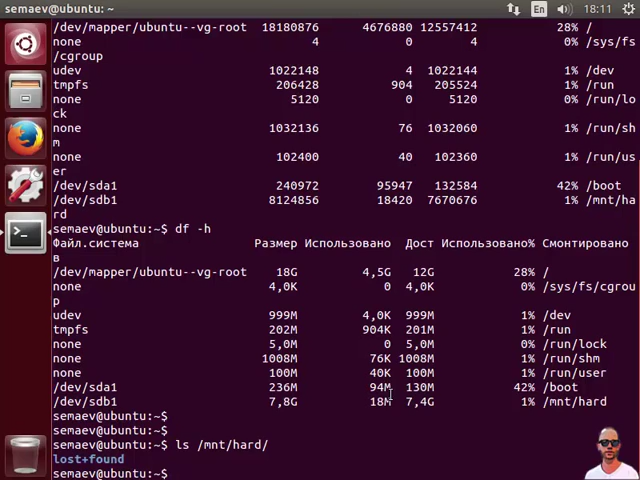 semaev@ubuntu: ~
En
18:11
/dev/mapper/ubuntu--vg-root 18180876 4676880 12557412 28% /
none 4 0 4 0% /sys/fs
/cgroup
udev 1022148 4 1022144 1% /dev
tmpfs 206428 904 205524 1% /run
none 5120 0 5120 0% /run/lo
ck
none 1032136 76 1032060 1% /run/sh
m
none 102400 40 102360 1% /run/us
er
/dev/sda1 240972 95947 132584 42% /boot
/dev/sdb1 8124856 18420 7670676 1% /mnt/ha
rd
semaev@ubuntu:~$ df -h
Файл.система Размер Использовано Дост Использовано% Смонтировано
в
/dev/mapper/ubuntu--vg-root 18G 4,5G 12G 28% /
none 4,0K 0 4,0K 0% /sys/fs/cgrou
p
udev 999M 4,0K 999M 1% /dev
tmpfs 202M 904K 201M 1% /run
none 5,0M 0 5,0M 0% /run/lock
none 1008M 76K 1008M 1% /run/shm
none 100M 40K 100M 1% /run/user
/dev/sda1 236M 94M 130M 42% /boot
/dev/sdb1 7,8G 18M 7,4G 1% /mnt/hard
semaev@ubuntu:~$
semaev@ubuntu:~$
semaev@ubuntu:~$ ls /mnt/hard/
lost+found
semaev@ubuntu:~$